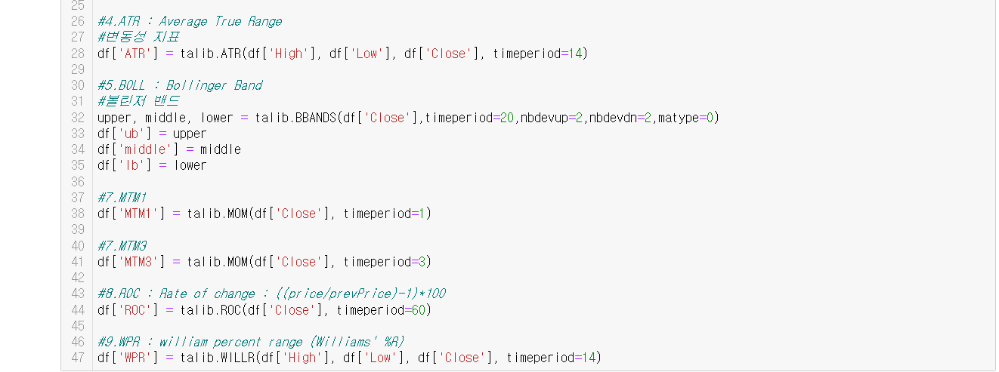 25
26 #4.ATR : Average True Range
27 #변동성 지표
28 df['ATR'] = talib.ATR(df['High'], df['Low'], df['Close'], timeperiod=14)
29
30 #5.BOLL : Bollinger Band
31 #볼린저 밴드
32 upper, middle, lower = talib.BBANDS(df['Close'],timeperiod=20,nbdevup=2,nbdevdn=2,matype=0)
33 df['ub'] = upper
34 df['middle'] = middle
35 df['lb'] = lower
36
37 #7.MTM1
38 df['MTM1'] = talib.MOM(df['Close'], timeperiod=1)
39
40 #7.MTM3
41 df['MTM3'] = talib.MOM(df['Close'], timeperiod=3)
42
43 #8.ROC : Rate of change : ((price/prevPrice)-1)*100
44 df['ROC'] = talib.ROC(df['Close'], timeperiod=60)
45
46 #9.WPR : william percent range (Williams' %R)
47 df['WPR'] = talib.WILLR(df['High'], df['Low'], df['Close'], timeperiod=14)